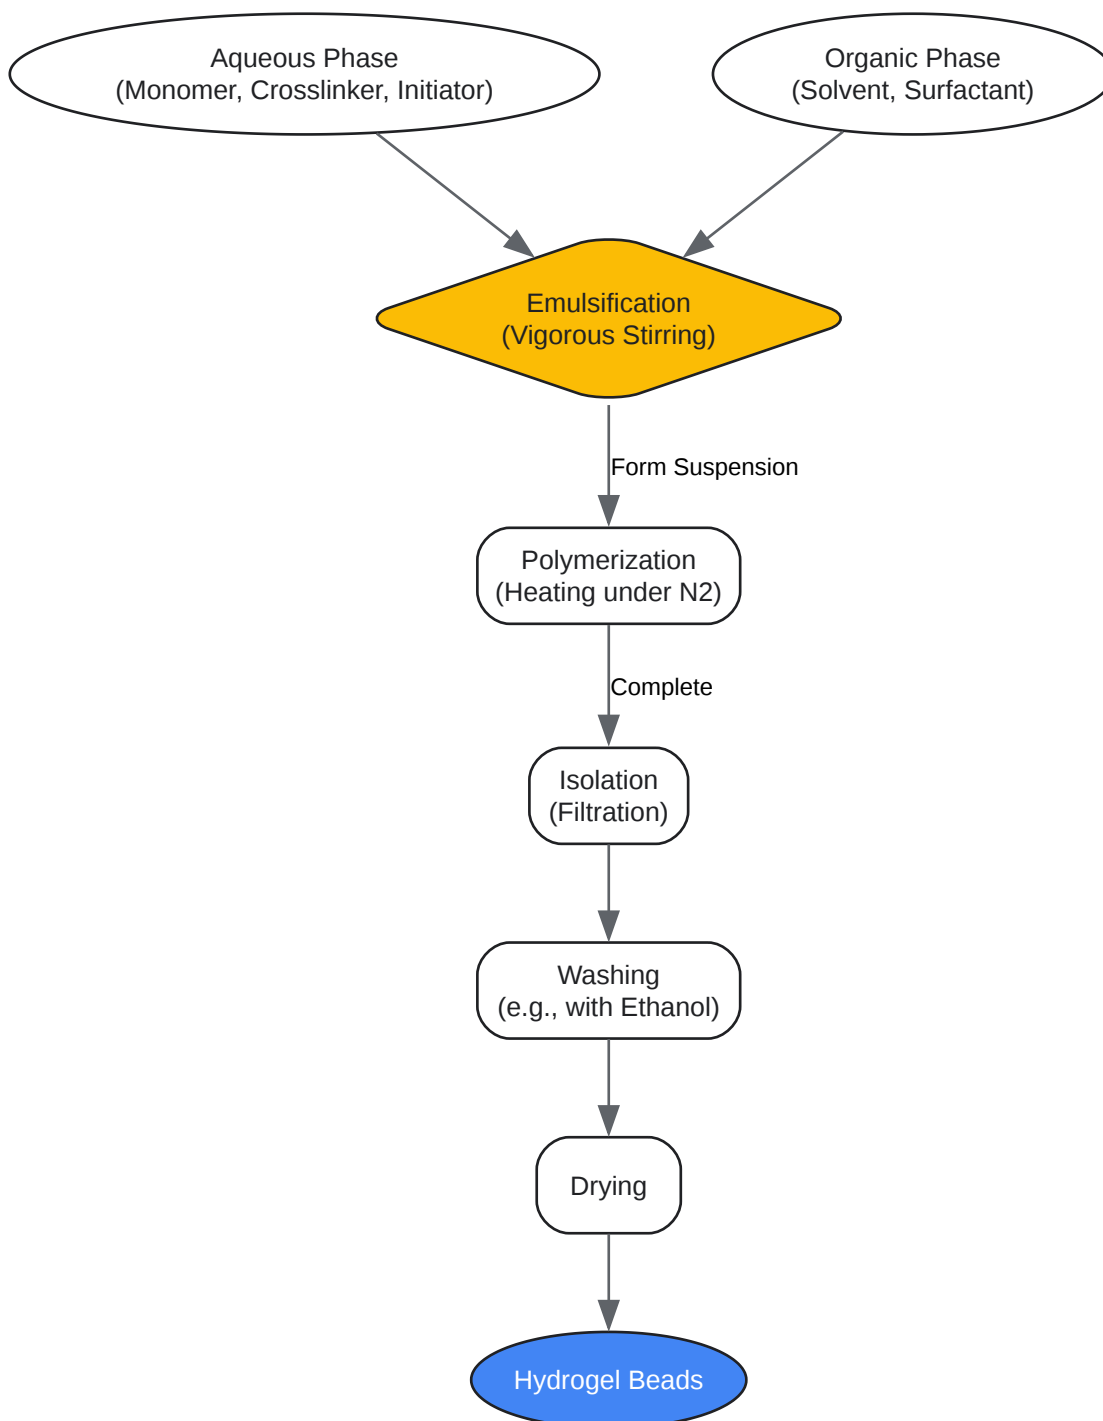 Aqueous Phase
(Monomer, Crosslinker, Initiator)
Organic Phase
(Solvent, Surfactant)
Emulsification
(Vigorous Stirring)
Form Suspension
Polymerization
(Heating under N2)
Complete
Isolation
(Filtration)
Washing
(e.g., with Ethanol)
Drying
Hydrogel Beads